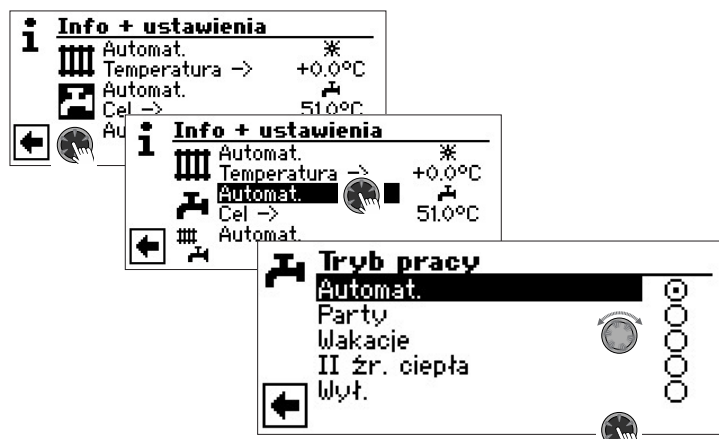 i Info + ustawienia
Automat.
Temperatura –> +0.0°C
Automat.
Cel –> 51.0°C
Au
i Info + ustawienia
Automat.
Temperatura –> +0.0°C
Automat.
Cel –> 51.0°C
Automat.
Tryb pracy
Automat.
Party
Wakacje
II źr. ciepła
Wył.